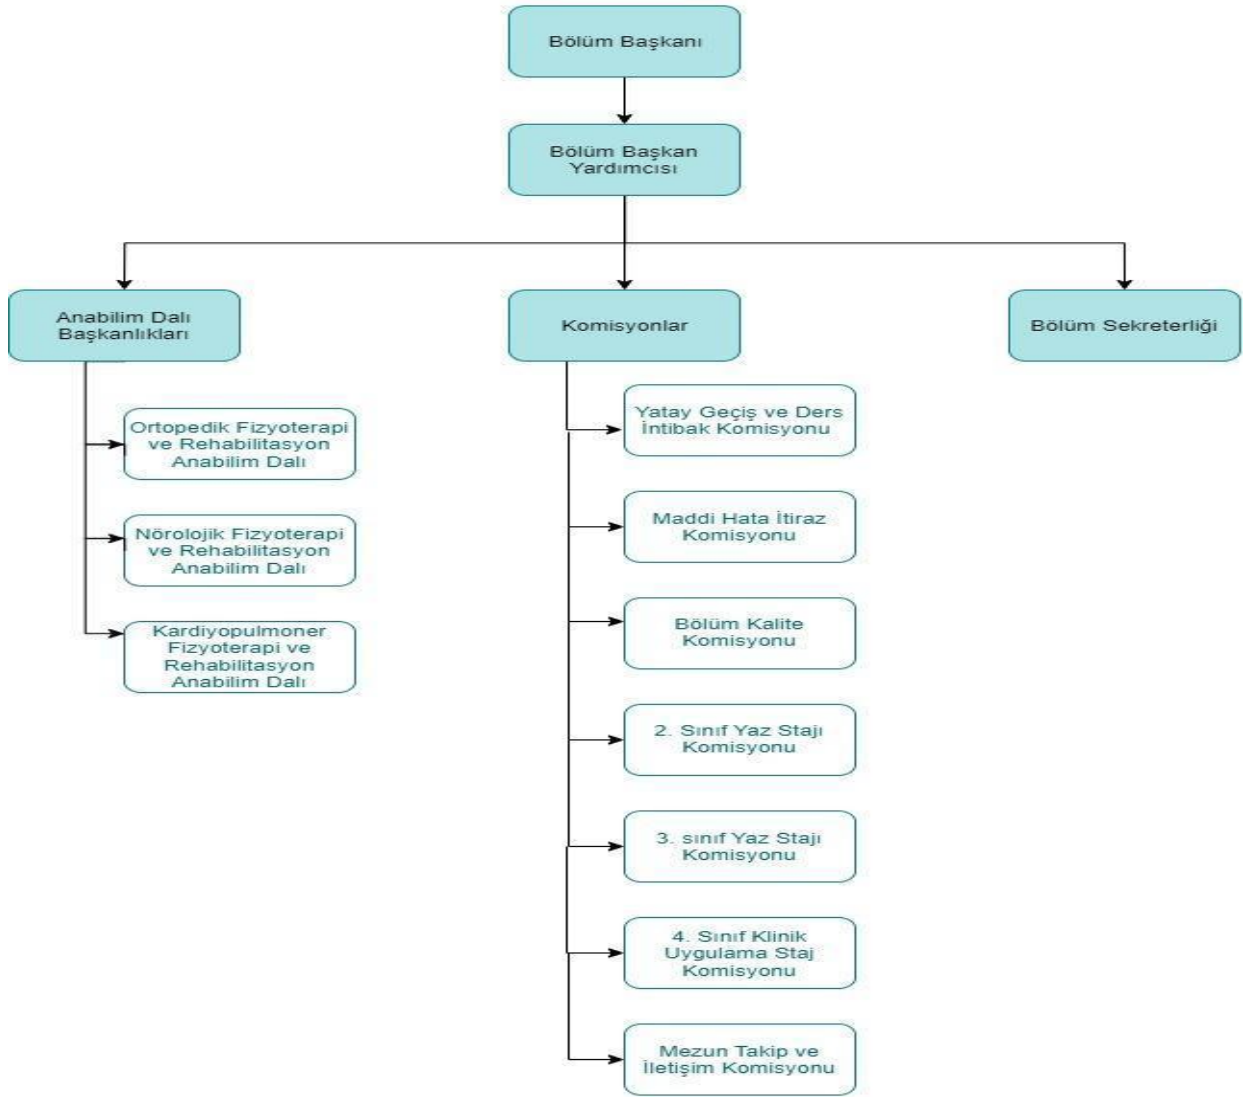 Bölüm Başkanı
Bölüm Başkan
Yardımcısı
Anabilim Dalı
Başkanlıkları
Komisyonlar
Bölüm Sekreterliği
Ortopedik Fizyoterapi
ve Rehabilitasyon
Anabilim Dalı
Nörolojik Fizyoterapi
ve Rehabilitasyon
Anabilim Dalı
Kardiyopulmoner
Fizyoterapi ve
Rehabilitasyon
Anabilim Dalı
Yatay Geçiş ve Ders
İntibak Komisyonu
Maddi Hata İtiraz
Komisyonu
Bölüm Kalite
Komisyonu
2. Sınıf Yaz Stajı
Komisyonu
3. sınıf Yaz Stajı
Komisyonu
4. Sınıf Klinik
Uygulama Staj
Komisyonu
Mezun Takip ve
İletişim Komisyonu